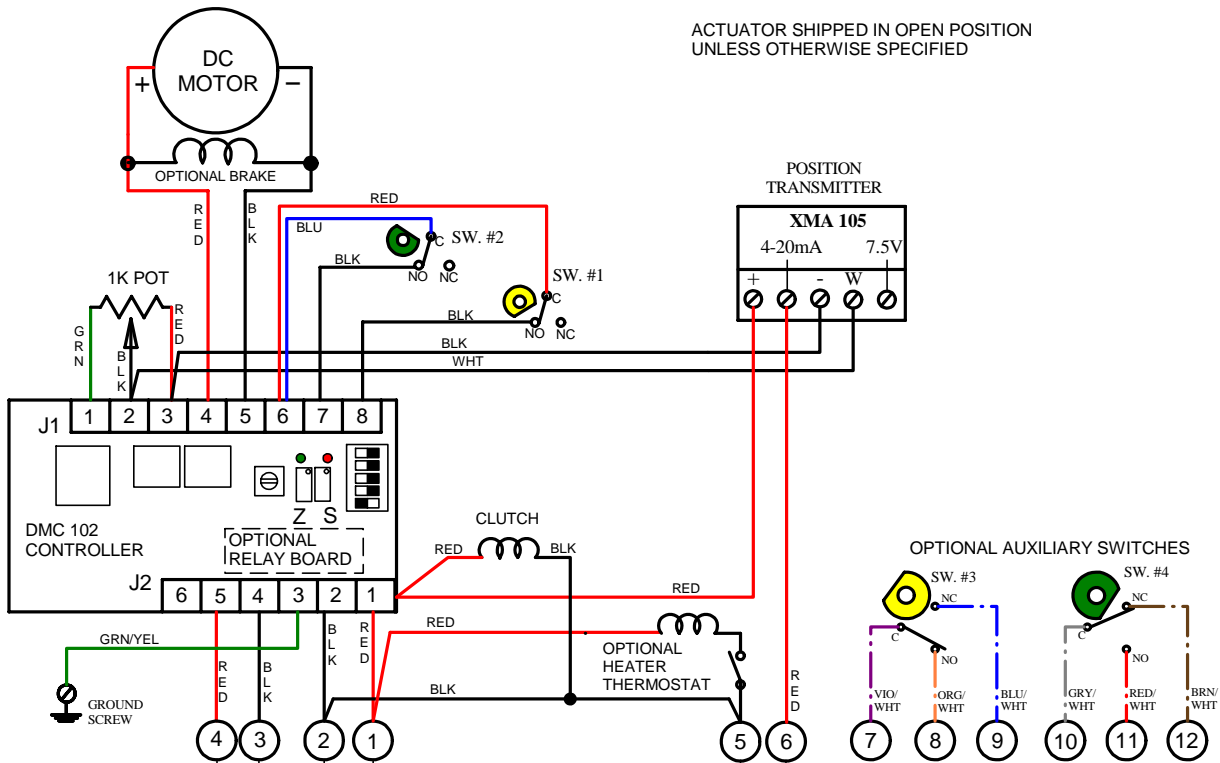 ACTUATOR SHIPPED IN OPEN POSITION
UNLESS OTHERWISE SPECIFIED
DC
MOTOR
+
−
OPTIONAL BRAKE
RED
BLK
RED
BLU
C
SW. #2
BLK
NO
NC
SW. #1
C
BLK
NO
NC
POSITION
TRANSMITTER
XMA 105
4-20mA
7.5V
+
-
W
1K POT
GRN
BLK
RED
BLK
WHT
J1
1 2 3 4 5 6 7 8
Z S
DMC 102
CONTROLLER
OPTIONAL
RELAY BOARD
J2
6 5 4 3 2 1
CLUTCH
RED
BLK
RED
RED
OPTIONAL
HEATER
THERMOSTAT
BLK
GRN/YEL
GROUND
SCREW
RED
BLK
BLK
RED
RED
4 3 2 1 5 6
OPTIONAL AUXILIARY SWITCHES
SW. #3
NC
C
NO
VIO/
WHT
ORG/
WHT
BLU/
WHT
SW. #4
NC
C
NO
GRY/
WHT
RED/
WHT
BRN/
WHT
7 8 9 10 11 12